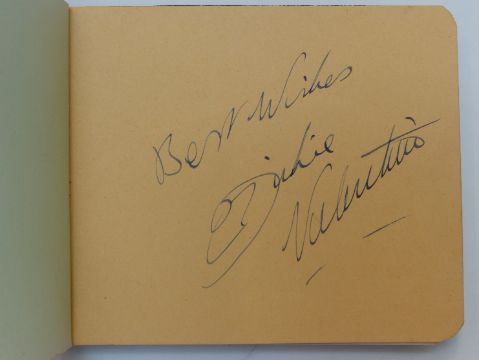 Best Wishes
Dickie
Valentine